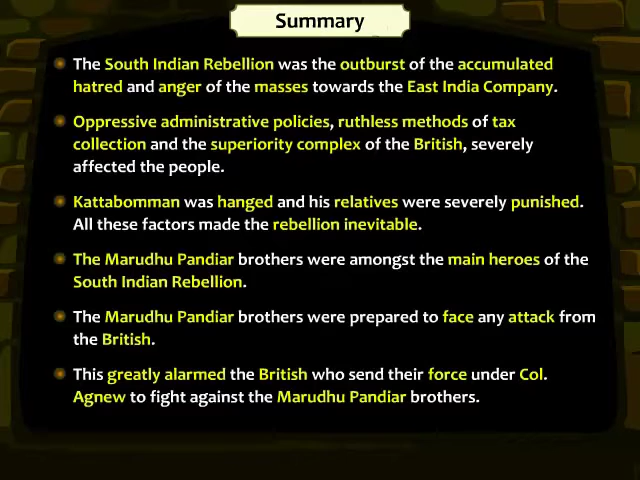 Summary
The South Indian Rebellion was the outburst of the accumulated
hatred and anger of the masses towards the East India Company.
Oppressive administrative policies, ruthless methods of tax
collection and the superiority complex of the British, severely
affected the people.
Kattabomman was hanged and his relatives were severely punished.
All these factors made the rebellion inevitable.
The Marudhu Pandiar brothers were amongst the main heroes of the
South Indian Rebellion.
The Marudhu Pandiar brothers were prepared to face any attack from
the British.
This greatly alarmed the British who send their force under Col.
Agnew to fight against the Marudhu Pandiar brothers.